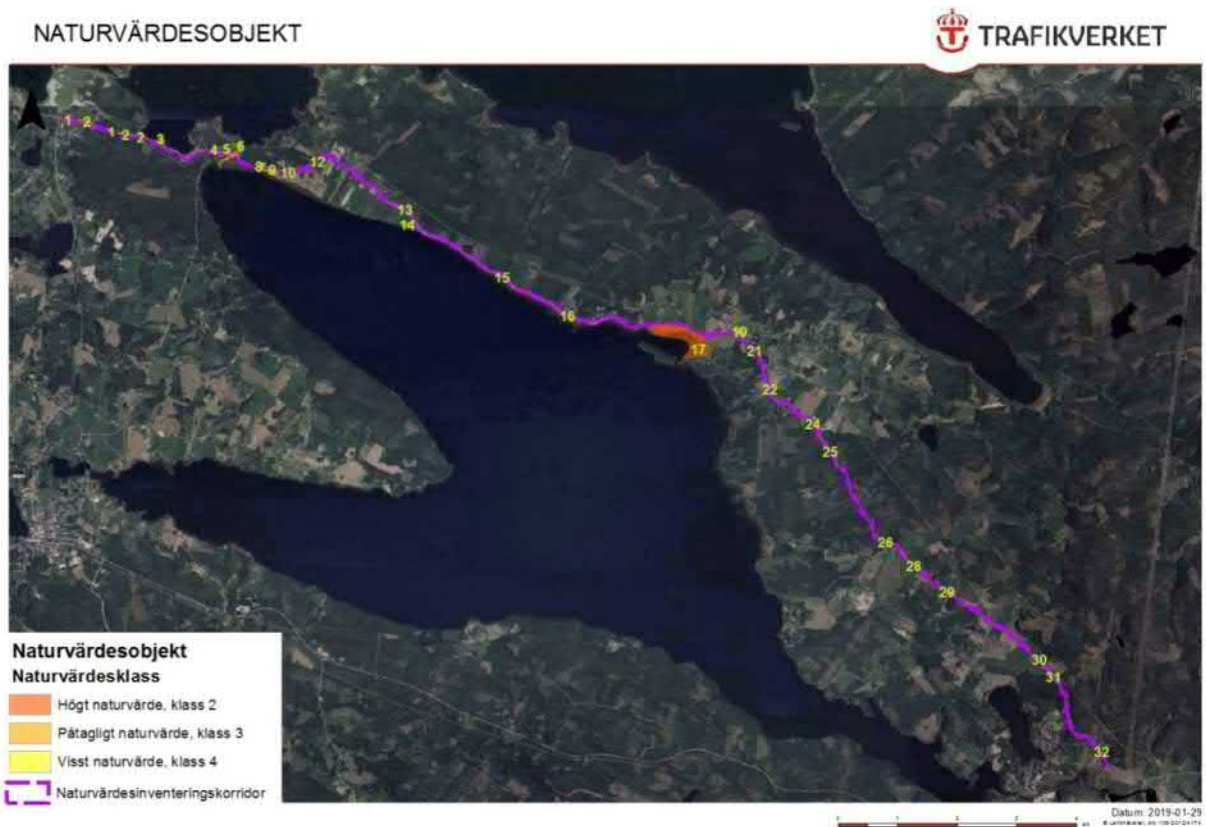 NATURVÄRDESOBJEKT
TRAFIKVERKET
1 2 1 2 2 3 4 5 6 8 9 10 12
13
14
15
16
17
19
21
22
24
25
26
28
29
30
31
32
Naturvärdesobjekt
Naturvärdesklass
Högt naturvärde, klass 2
Påtagligt naturvärde, klass 3
Visst naturvärde, klass 4
Naturvärdesinventeringskorridor
Datum: 2019-01-29